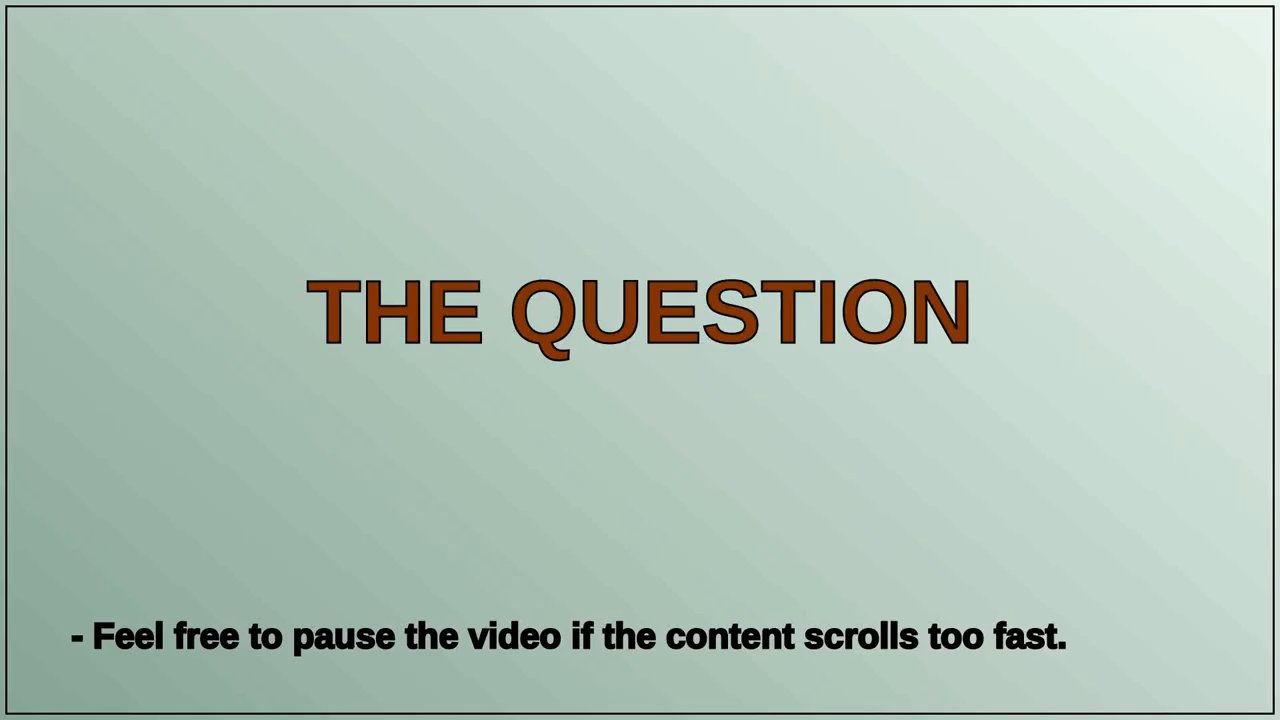 THE QUESTION
- Feel free to pause the video if the content scrolls too fast.